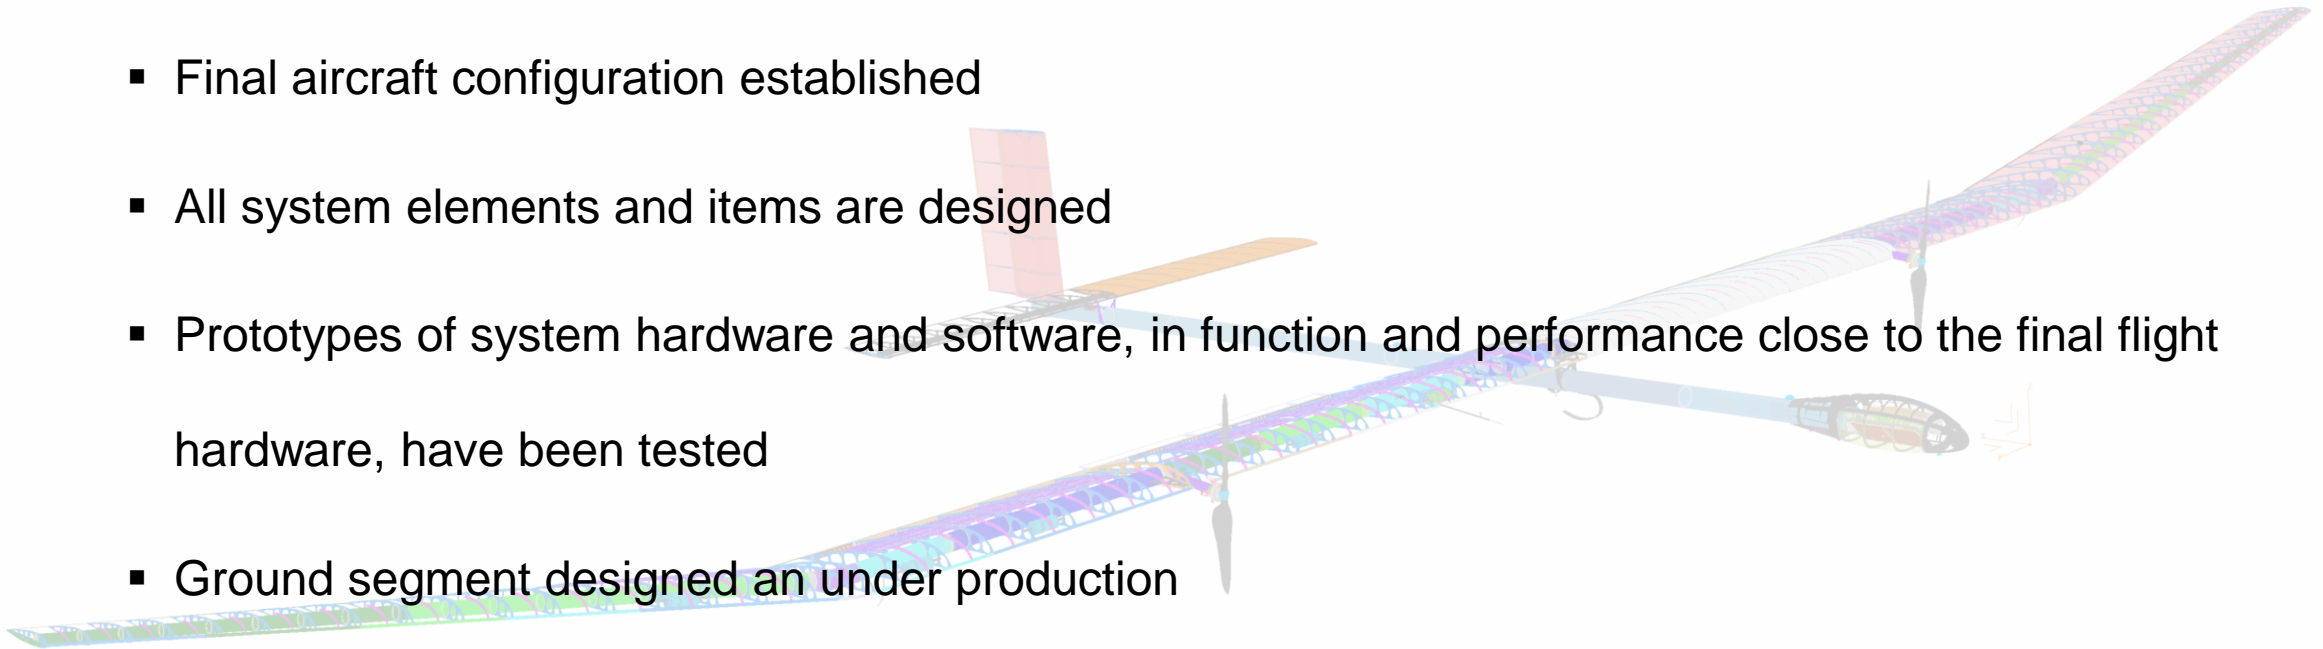 ▪ Final aircraft configuration established
▪ All system elements and items are designed
▪ Prototypes of system hardware and software, in function and performance close to the final flight
hardware, have been tested
▪ Ground segment designed an under production